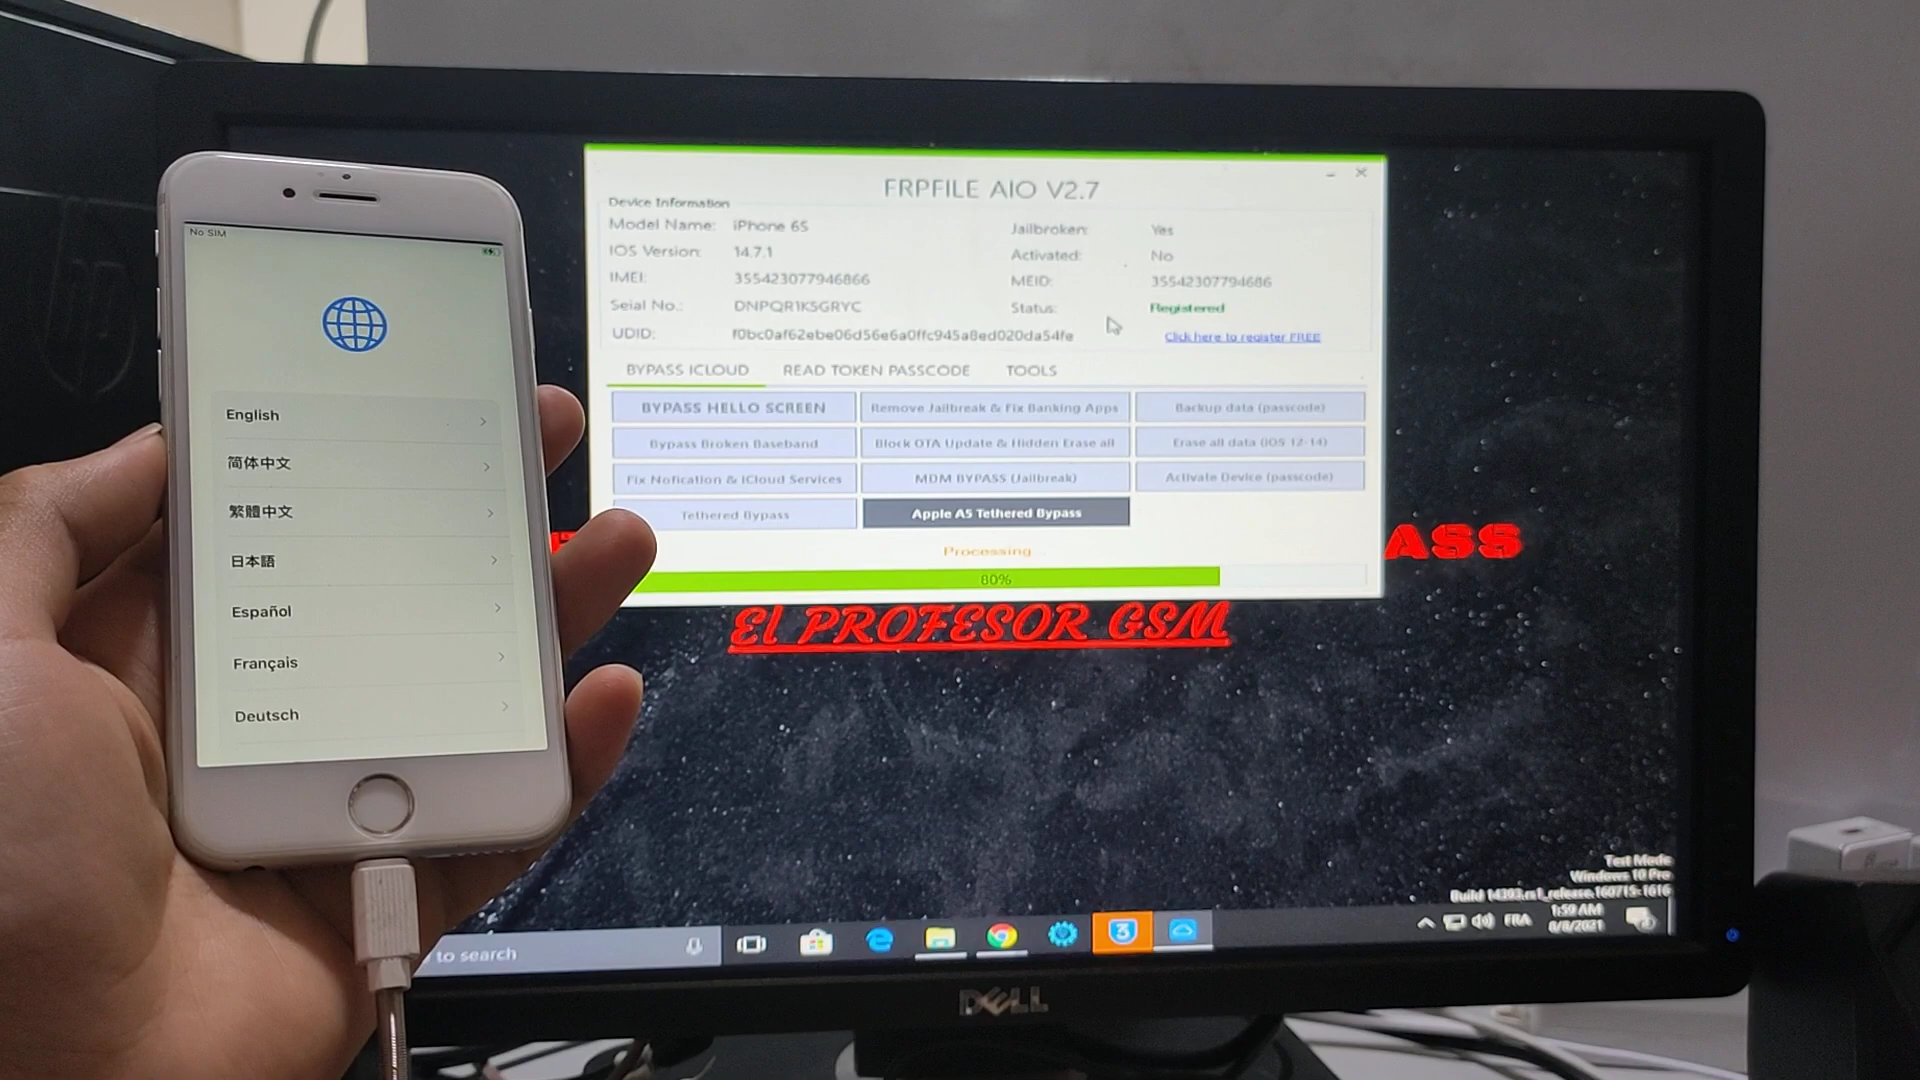 No SIM
English
简体中文
繁體中文
日本語
Español
Français
Deutsch
FRPFILE AIO V2.7
Device Information
Model Name: iPhone 6S
Jailbroken: Yes
IOS Version: 14.7.1
Activated: No
IMEI: 355423077946866
MEID: 35542307794686
Seial No.: DNPQR1K5GRYC
Status: Registered
UDID: f0bc0af62ebe06d56e6a0ffc945a8ed020da54fe
Click here to register FREE
BYPASS ICLOUD READ TOKEN PASSCODE TOOLS
BYPASS HELLO SCREEN Remove Jailbreak & Fix Banking Apps Backup data (passcode)
Bypass Broken Baseband Block OTA Update & Hidden Erase all Erase all data (iOS 12-14)
Fix Nofication & iCloud Services MDM BYPASS (Jailbreak) Activate Device (passcode)
Tethered Bypass Apple A5 Tethered Bypass
Processing...
80%
ASS
El PROFESOR GSM
Test Mode
Windows 10 Pro
Build 14393.rs1_release.160715-1616
to search
3
FRA
1:59 AM
8/8/2021
DELL